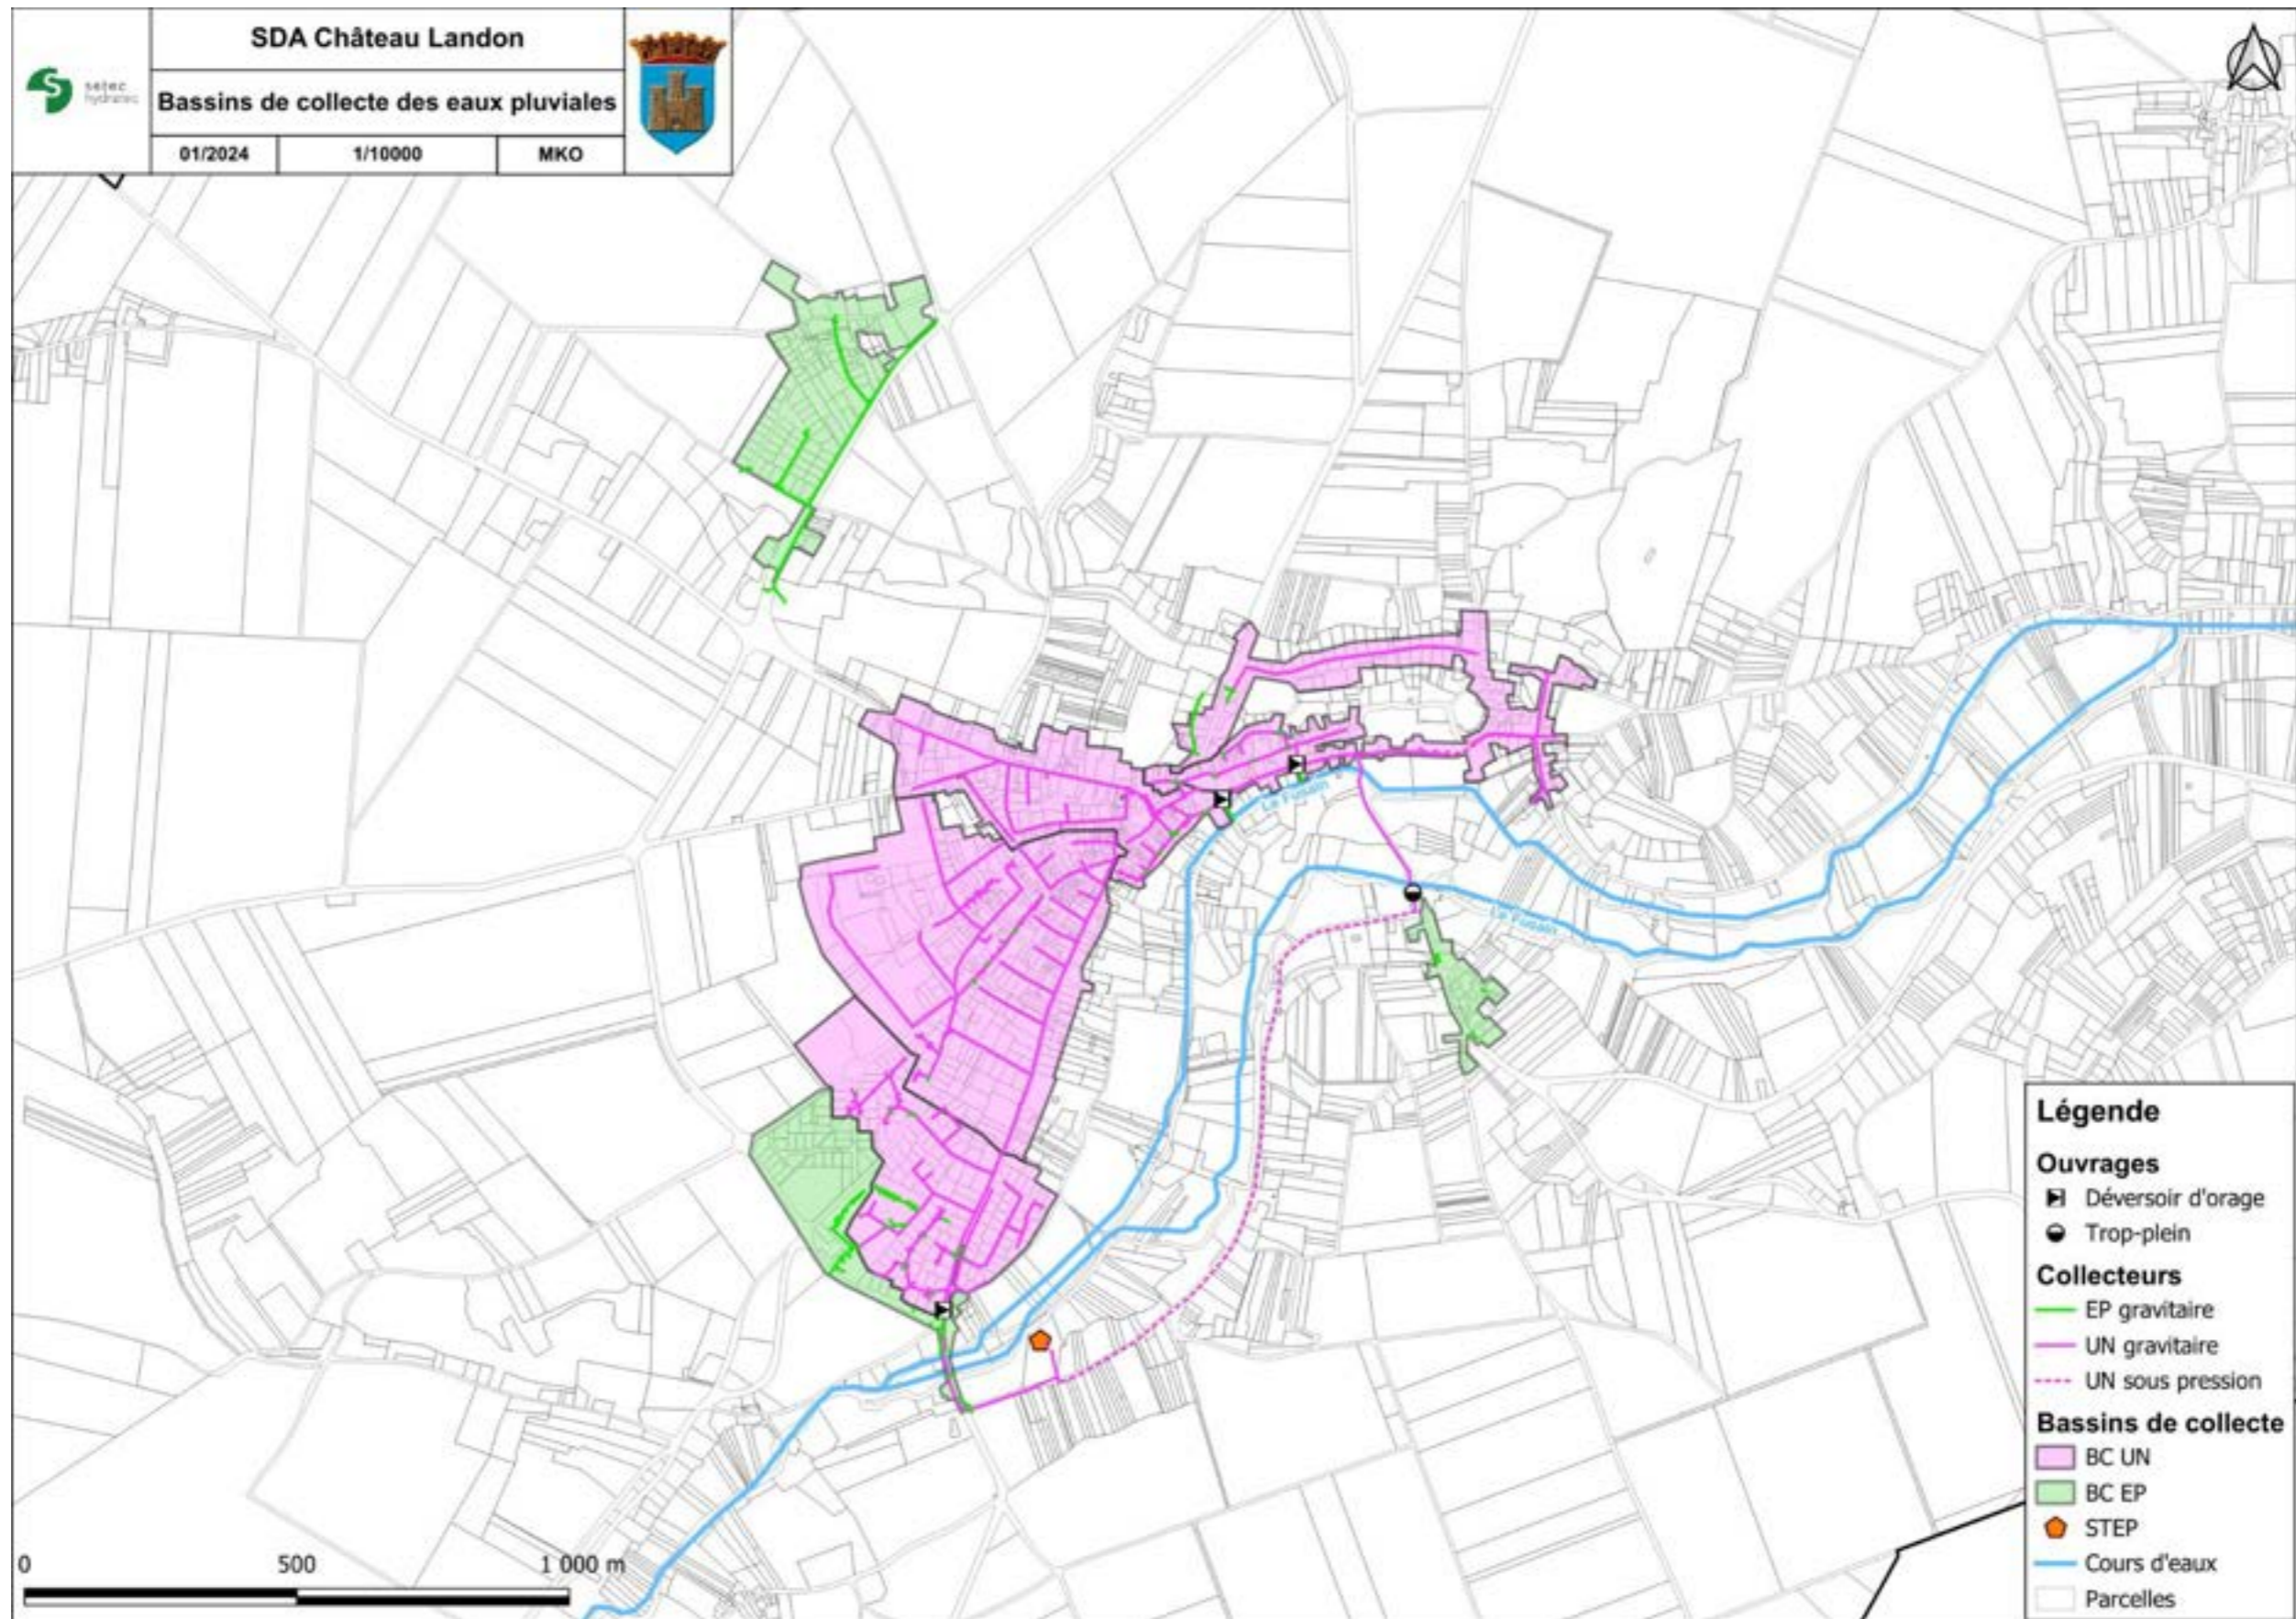 setec
hydratec
SDA Château Landon
Bassins de collecte des eaux pluviales
01/2024
1/10000
MKO
Le Fusain
Le Fusain
Légende
Ouvrages
Déversoir d'orage
Trop-plein
Collecteurs
EP gravitaire
UN gravitaire
UN sous pression
Bassins de collecte
BC UN
BC EP
STEP
Cours d'eaux
Parcelles
0 500 1 000 m